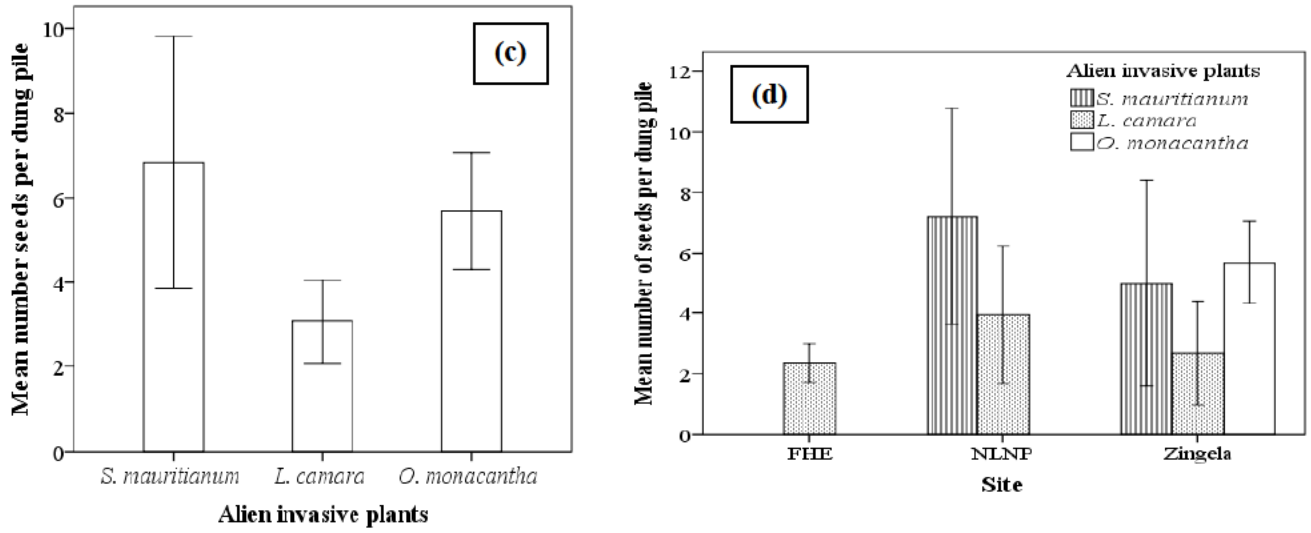 Mean number seeds per dung pile
10
8
6
4
2
0
(c)
S. mauritianum L. camara O. monacantha
Alien invasive plants
Mean number of seeds per dung pile
12
10
8
6
4
2
0
(d)
Alien invasive plants
S. mauritianum
L. camara
O. monacantha
FHE NLNP Zingela
Site